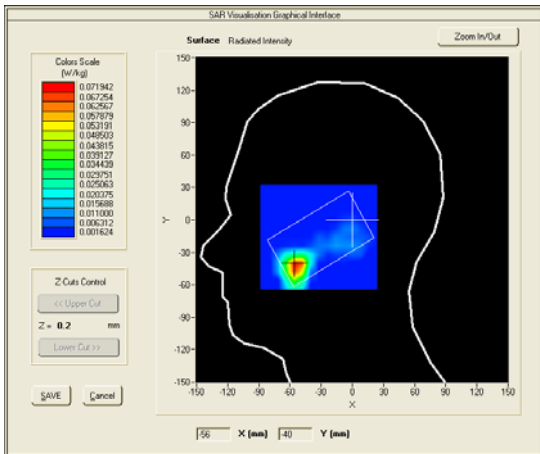 SAR Visualisation Graphical Interface
Surface Radiated Intensity
Zoom In/Out
Colors Scale
(W/kg)
0.071942
0.067254
0.062567
0.057879
0.053191
0.048503
0.043815
0.039127
0.034439
0.029751
0.025063
0.020375
0.015688
0.011000
0.006312
0.001624
150
120
90
60
30
0
-30
-60
-90
-120
-150
Y
-150 -120 -90 -60 -30 0 30 60 90 120 150
X
Z Cuts Control
<< Upper Cut
Z = 0.2 mm
Lower Cut >>
SAVE Cancel
-56 X (mm) -40 Y (mm)